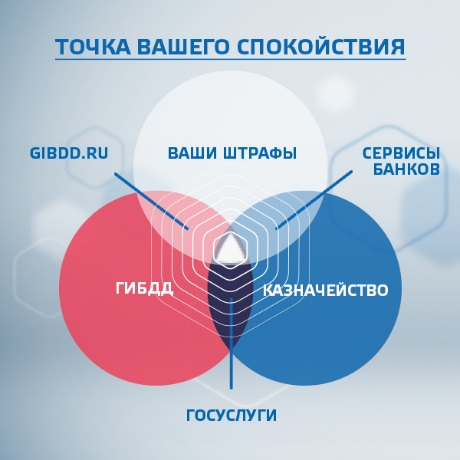 ТОЧКА ВАШЕГО СПОКОЙСТВИЯ
GIBDD.RU
ВАШИ ШТРАФЫ
СЕРВИСЫ
БАНКОВ
ГИБДД
КАЗНАЧЕЙСТВО
ГОСУСЛУГИ